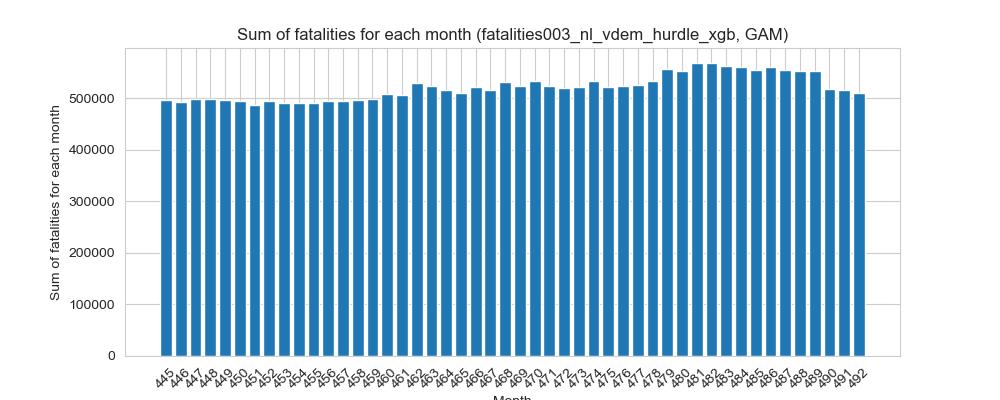 Sum of fatalities for each month (fatalities003_nl_vdem_hurdle_xgb, GAM)
Sum of fatalities for each month
500000
400000
300000
200000
100000
0
445 446 447 448 449 450 451 452 453 454 455 456 457 458 459 460 461 462 463 464 465 466 467 468 469 470 471 472 473 474 475 476 477 478 479 480 481 482 483 484 485 486 487 488 489 490 491 492
Month